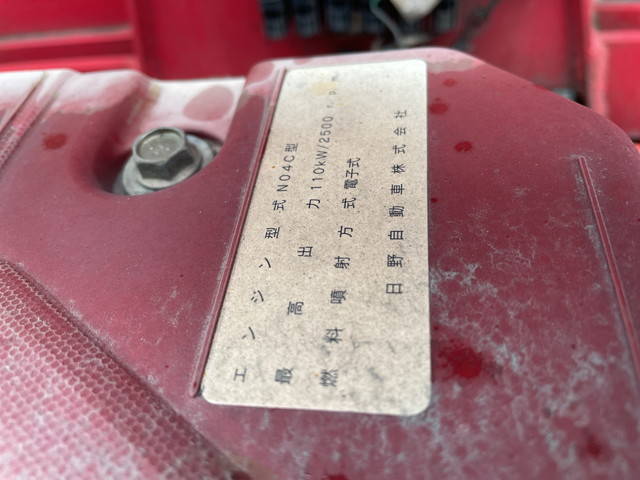 エンジン型式 N04C型
最高出力 110kW/2500 r.p.m.
燃料噴射方式 電子式
日野自動車株式会社